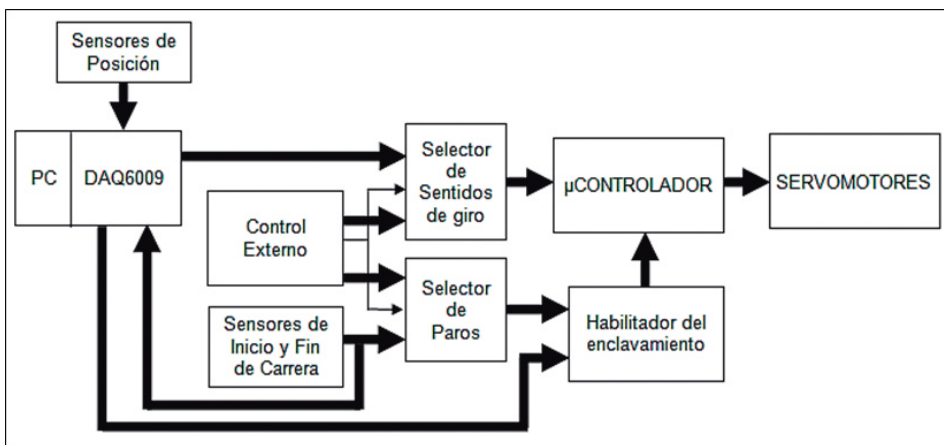 Sensores de
Posición
PC
DAQ6009
Selector
de
Sentidos
de giro
µCONTROLADOR
SERVOMOTORES
Control
Externo
Selector
de
Paros
Sensores de
Inicio y Fin
de Carrera
Habilitador del
enclavamiento